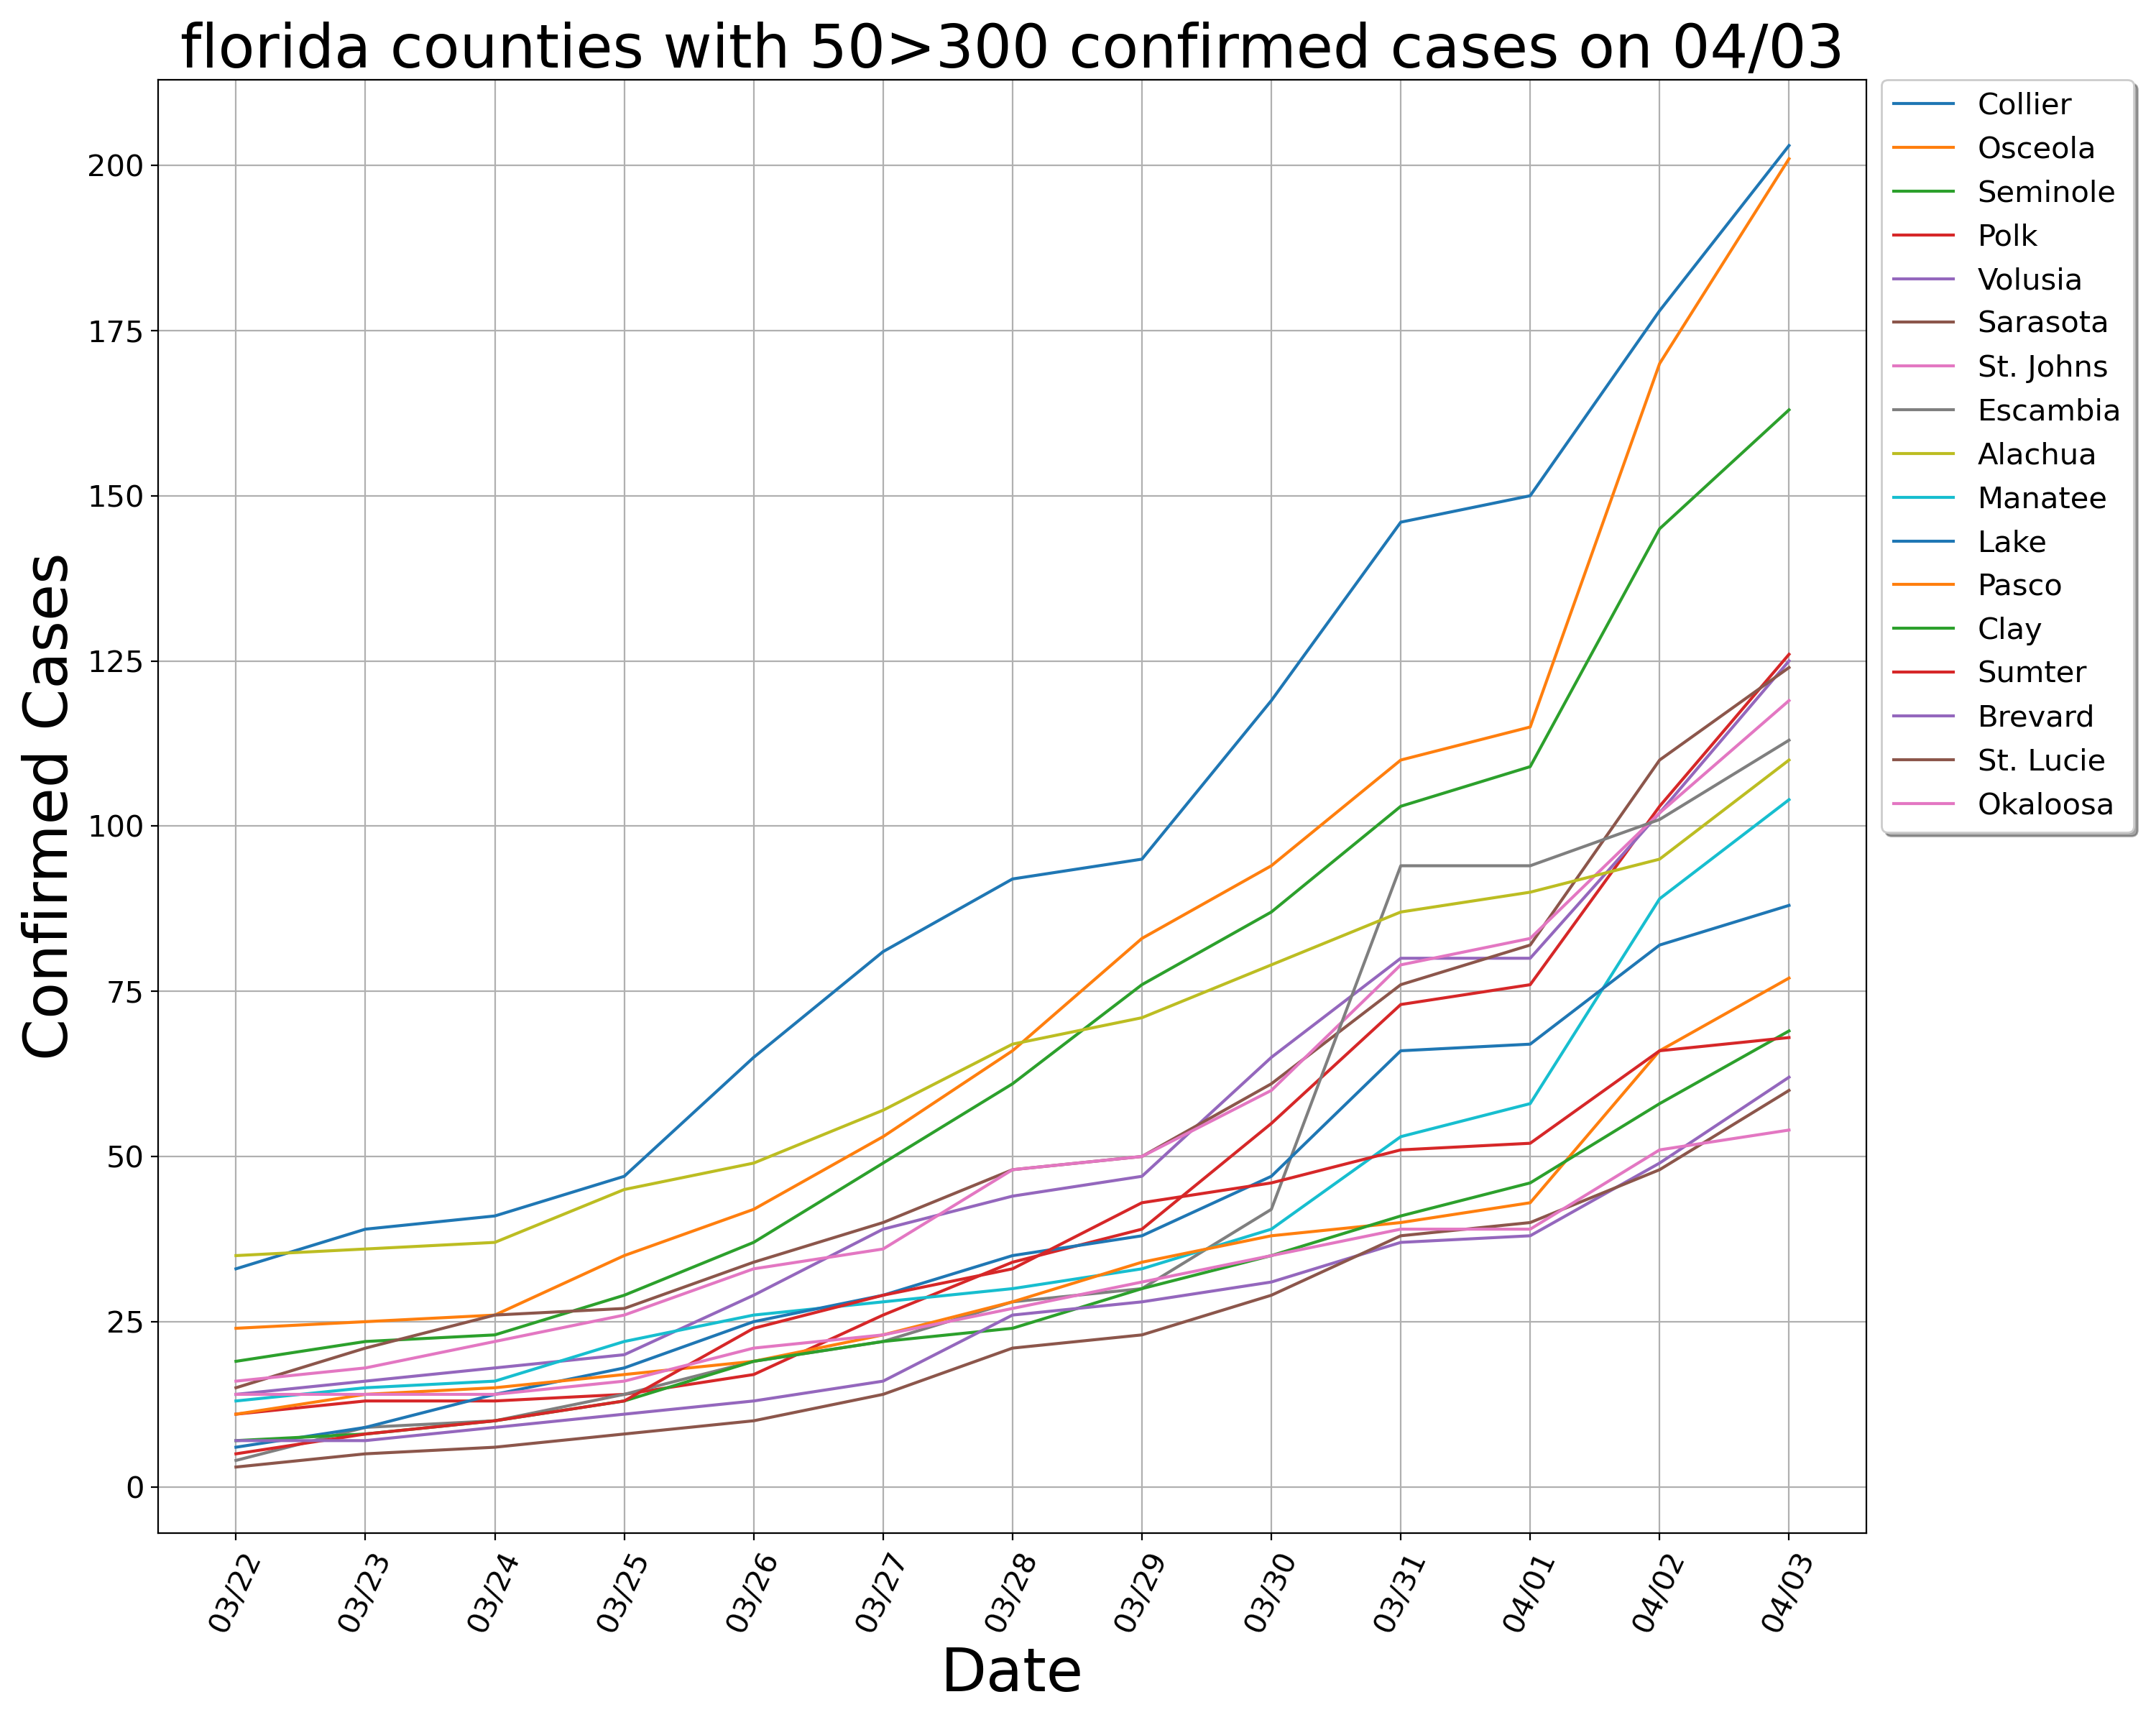 florida counties with 50>300 confirmed cases on 04/03
Confirmed Cases
200
175
150
125
100
75
50
25
0
03/22
03/23
03/24
03/25
03/26
03/27
03/28
03/29
03/30
03/31
04/01
04/02
04/03
Date
Collier
Osceola
Seminole
Polk
Volusia
Sarasota
St. Johns
Escambia
Alachua
Manatee
Lake
Pasco
Clay
Sumter
Brevard
St. Lucie
Okaloosa